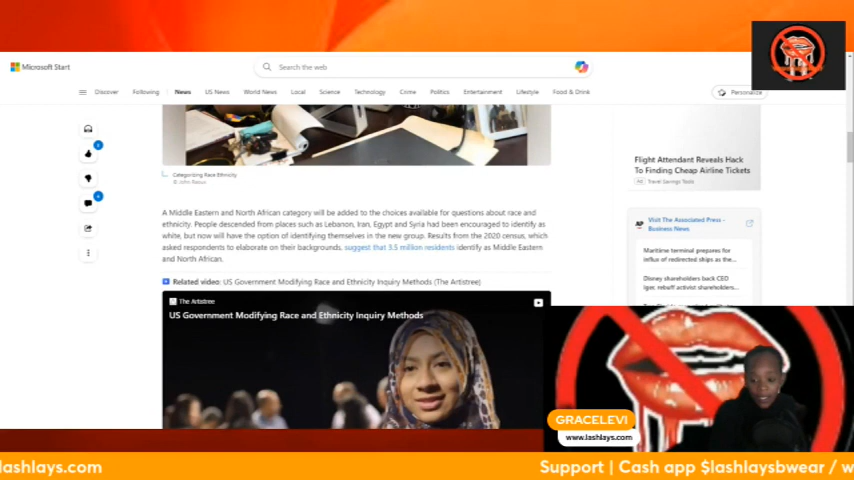 Microsoft Start
Search the web
Discover Following News US News World News Local Science Technology Money Crime Politics Entertainment Lifestyle Food & Drink
Personalize
Categorizing Race Ethnicity
A Middle Eastern and North African category will be added to the choices available for questions about race and
ethnicity. People descended from places such as Lebanon, Iran, Egypt and Syria had been encouraged to identify as
white, but now will have the option of identifying themselves in the new group. Results from the 2020 census, which
asked respondents to elaborate on their backgrounds, suggest that 3.5 million residents identify as Middle Eastern
and North African.
Related video: US Government Modifying Race and Ethnicity Inquiry Methods (The Artistree)
The Artistree
US Government Modifying Race and Ethnicity Inquiry Methods
Flight Attendant Reveals Hack
To Finding Cheap Airline Tickets
Ad Travel Savings Tools
AP
Visit The Associated Press -
Business News
Maritime terminal prepares for
influx of redirected ships as the...
Disney shareholders back CEO
Iger, rebuff activist shareholders...
GRACELEVI
www.lashlays.com
lashlays.com
Support | Cash app $lashlaysbwear / w